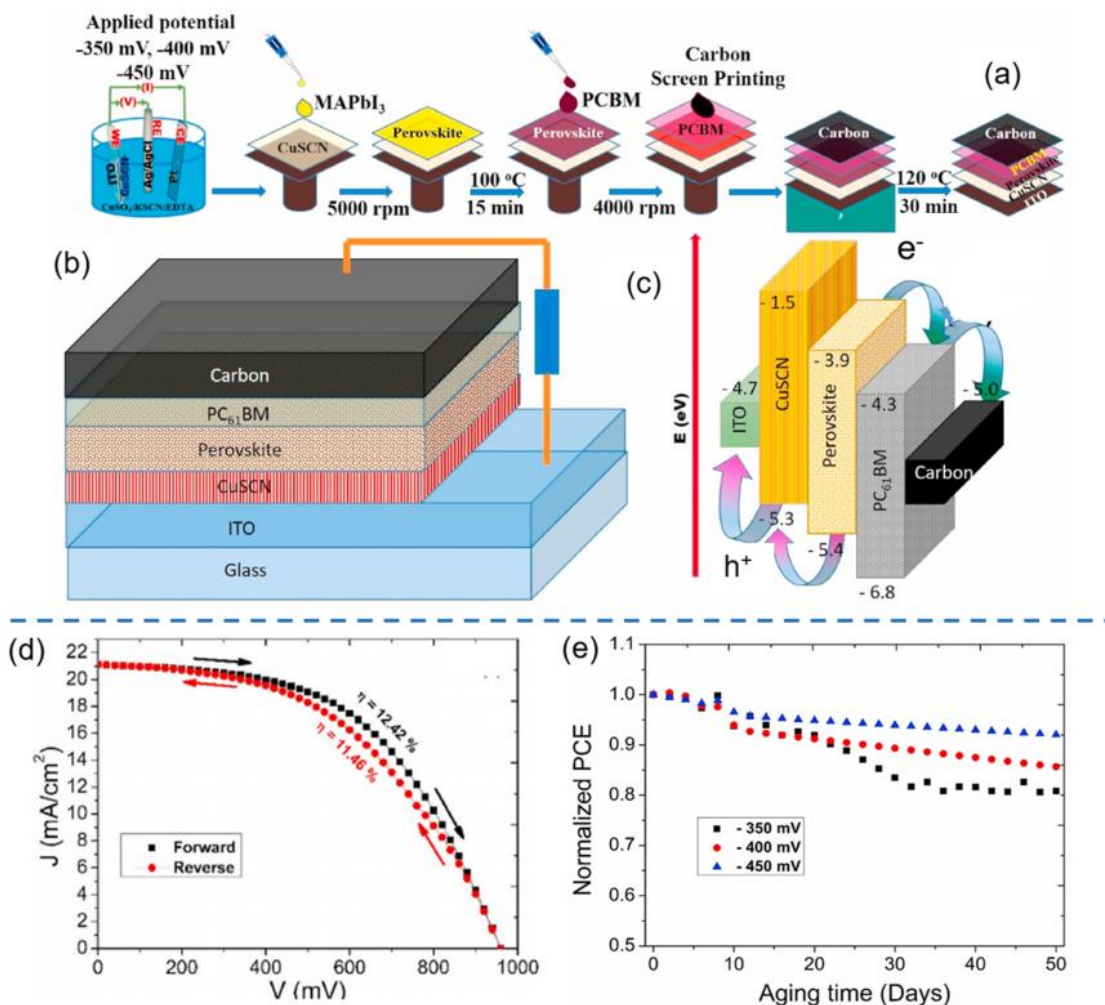 Applied potential
-350 mV, -400 mV
-450 mV
(I)
(V)
WE
RE
CE
ITO
CuSCN
Ag/AgCl
Pt
CuSO₄:KSCN:EDTA
MAPbI₃
CuSCN
5000 rpm
Perovskite
100 °C
15 min
PCBM
Perovskite
4000 rpm
Carbon
Screen Printing
PCBM
Carbon
120 °C
30 min
Carbon
PCBM
Perovskite
CuSCN
ITO
(a)
(b)
Carbon
PC₆₁BM
Perovskite
CuSCN
ITO
Glass
(c)
E (eV)
e⁻
h⁺
- 4.7
ITO
- 1.5
CuSCN
- 5.3
- 3.9
Perovskite
- 5.4
- 4.3
PC₆₁BM
- 6.8
- 5.0
Carbon
(d)
J (mA/cm²)
22
20
18
16
14
12
10
8
6
4
2
0
η = 12.42 %
η = 11.46 %
Forward
Reverse
0 200 400 600 800 1000
V (mV)
(e)
Normalized PCE
1.1
1.0
0.9
0.8
0.7
0.6
0.5
- 350 mV
- 400 mV
- 450 mV
0 10 20 30 40 50
Aging time (Days)